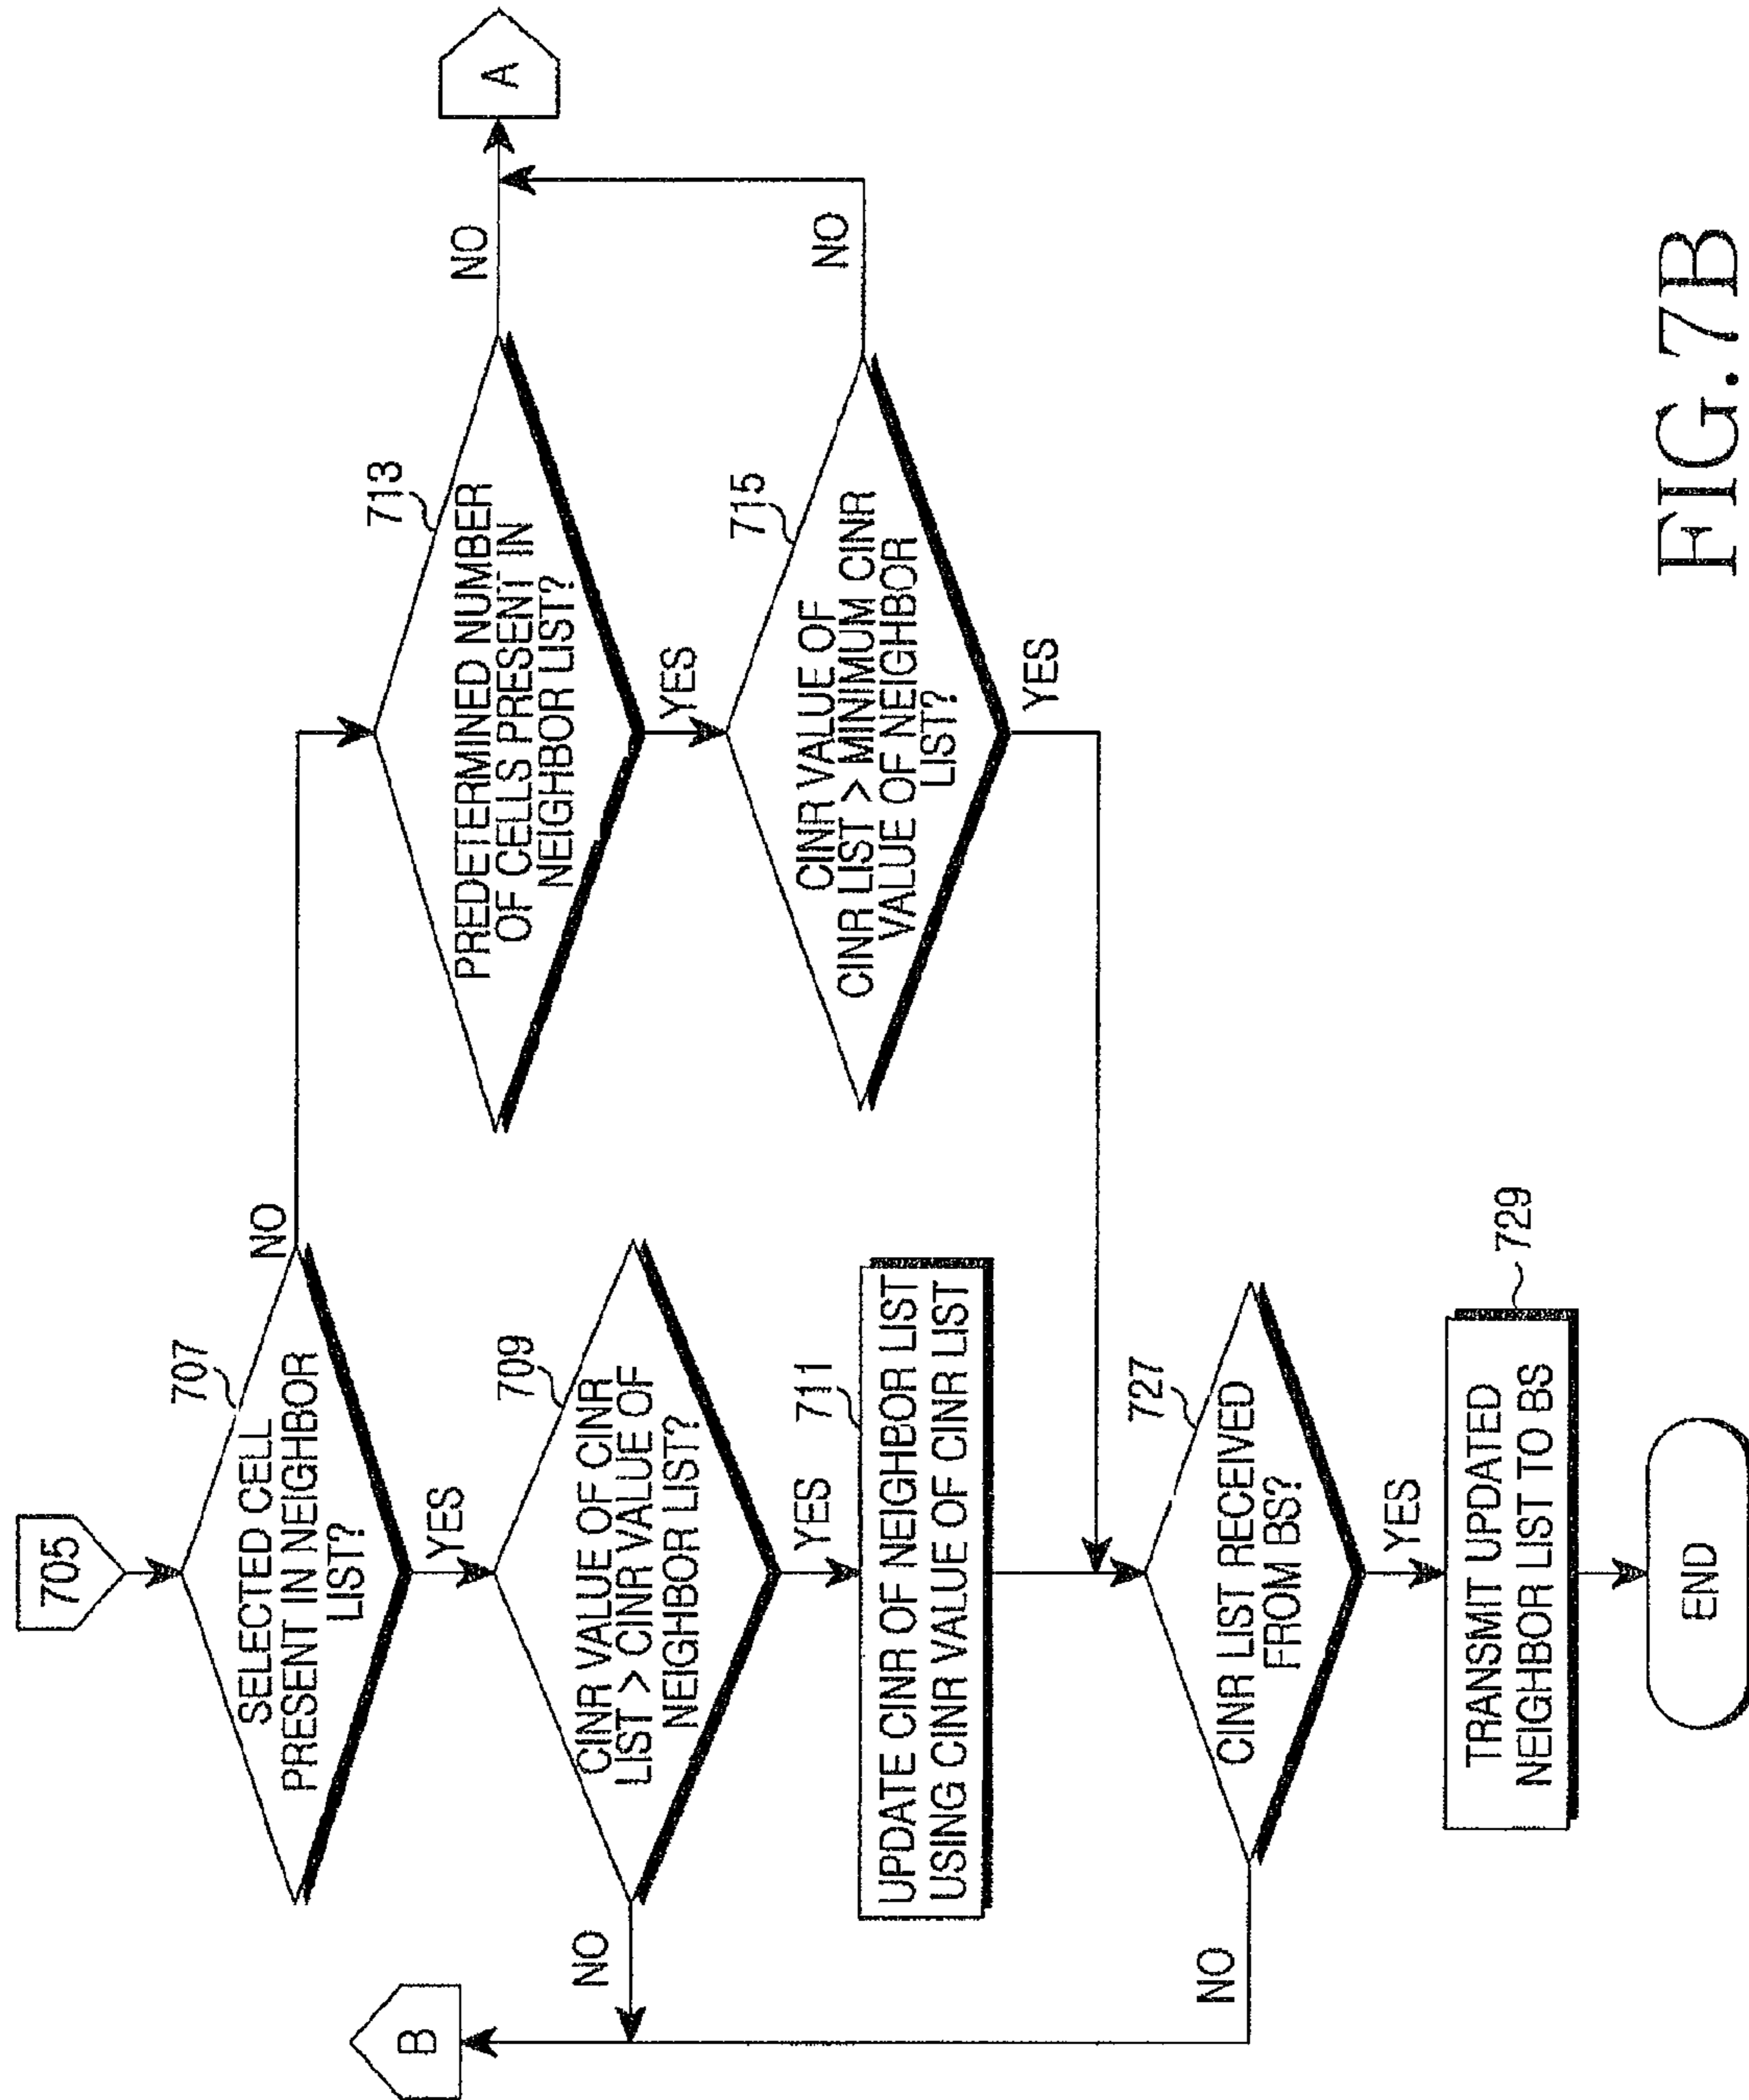 705
707
SELECTED CELL
PRESENT IN NEIGHBOR
LIST?
NO
YES
709
CINR VALUE OF CINR
LIST > CINR VALUE OF
NEIGHBOR LIST?
NO
YES
B
711
UPDATE CINR OF NEIGHBOR LIST
USING CINR VALUE OF CINR LIST
713
PREDETERMINED NUMBER
OF CELLS PRESENT IN
NEIGHBOR LIST?
NO
YES
A
715
CINR VALUE OF
CINR LIST > MINIMUM CINR
VALUE OF NEIGHBOR
LIST?
NO
YES
727
CINR LIST RECEIVED
FROM BS?
NO
YES
729
TRANSMIT UPDATED
NEIGHBOR LIST TO BS
END
FIG.7B